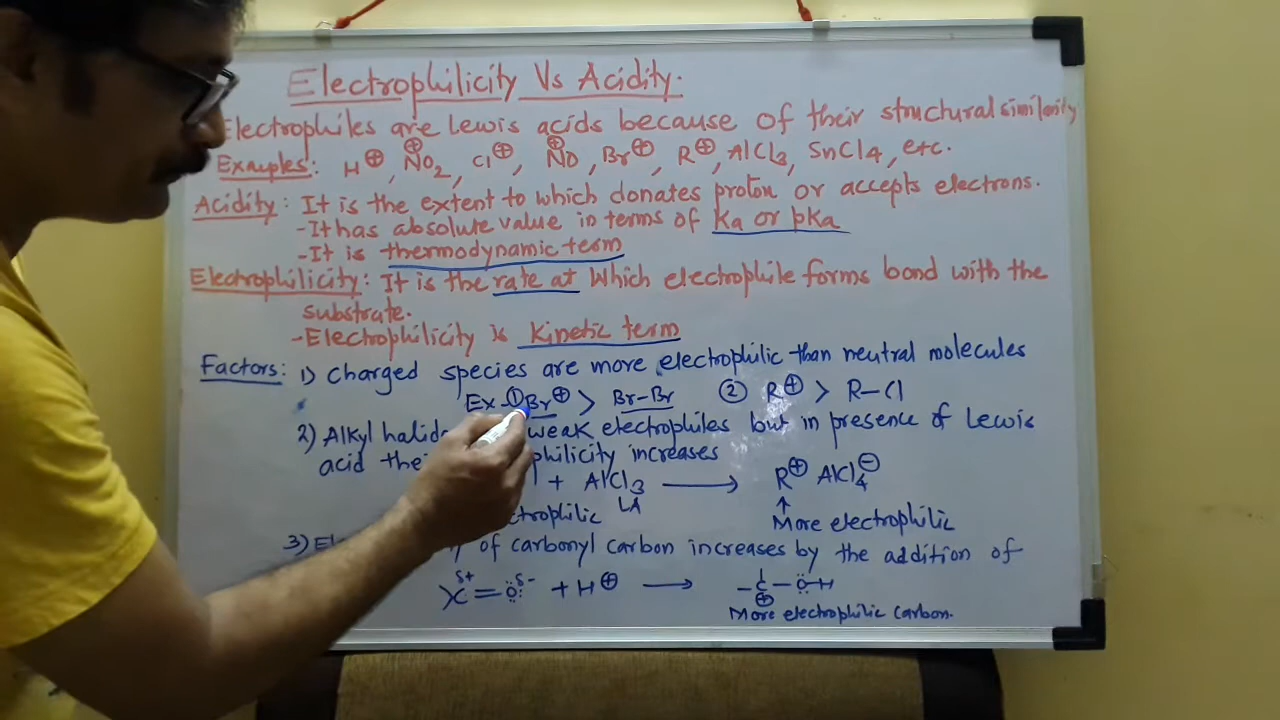 Electrophilicity Vs Acidity.
Electrophiles are Lewis acids because of their structural similarity
Examples: H⊕, N⊕O2, Cl⊕, N⊕O, Br⊕, R⊕, AlCl3, SnCl4, etc.
Acidity: It is the extent to which donates proton or accepts electrons.
-It has absolute value in terms of Ka or pKa
-It is thermodynamic term
Electrophilicity: It is the rate at which electrophile forms bond with the
substrate.
-Electrophilicity is kinetic term
Factors: 1) Charged species are more electrophilic than neutral molecules
Ex-① Br⊕ > Br-Br ② R⊕ > R-Cl
2) Alkyl halid weak electrophiles but in presence of Lewis
acid philicity increases
+ AlCl3 ⟶ R⊕ AlCl4⊖
LA ↑
More electrophilic
3) of carbonyl carbon increases by the addition of
C δ+ = O δ- + H⊕ ⟶ -C⊕-O-H
More electrophilic carbon.